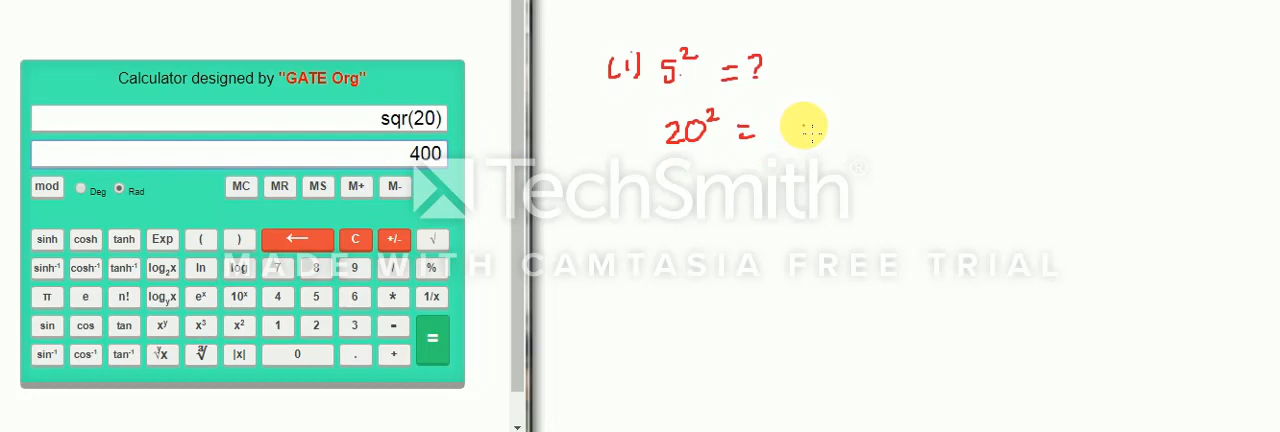 Calculator designed by "GATE Org"
sqr(20)
400
mod Deg Rad MC MR MS M+ M-
sinh cosh tanh Exp ( ) ← C +/- √
sinh⁻¹ cosh⁻¹ tanh⁻¹ log₂x ln log 7 8 9 / %
π e n! logᵧx eˣ 10ˣ 4 5 6 * 1/x
sin cos tan xʸ x³ x² 1 2 3 - =
sin⁻¹ cos⁻¹ tan⁻¹ ʸ√x ∛ |x| 0 . +
(i) 5² = ?
20² =
TechSmith®
MADE WITH CAMTASIA FREE TRIAL